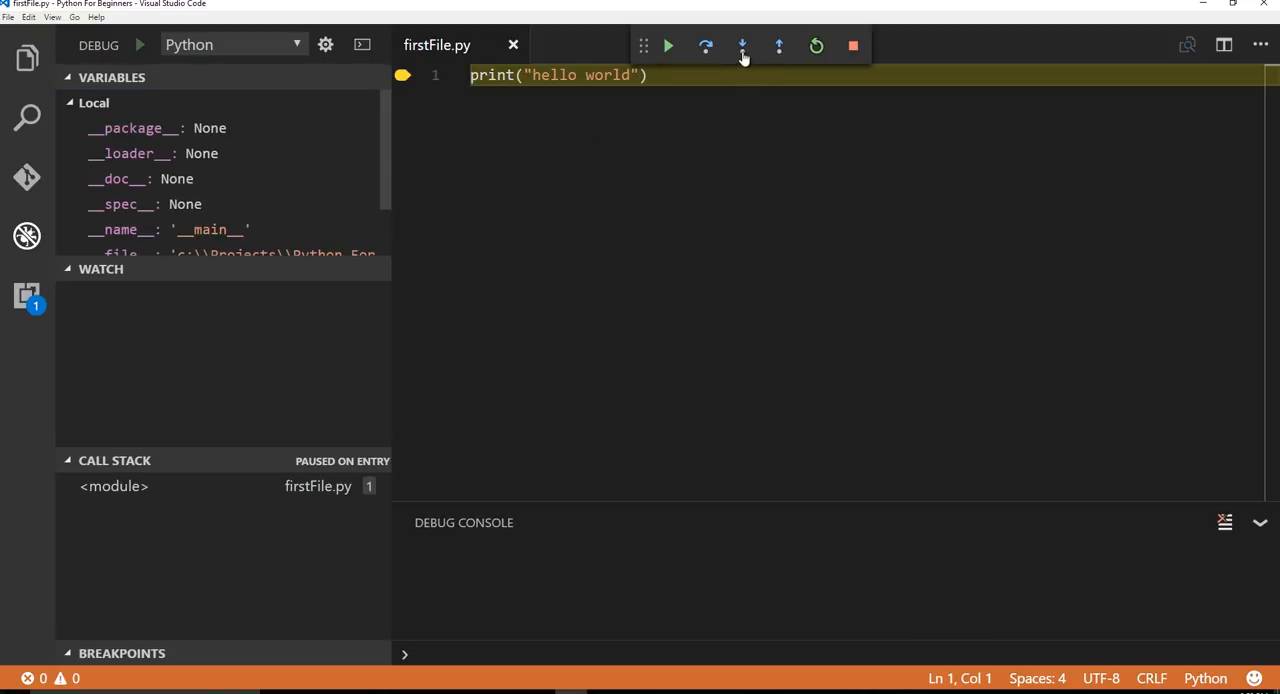 firstFile.py - Python For Beginners - Visual Studio Code
File Edit View Go Help
DEBUG Python
firstFile.py
VARIABLES
1 print("hello world")
Local
__package__: None
__loader__: None
__doc__: None
__spec__: None
__name__: '__main__'
__file__: 'c:\\Projects\\Python For
WATCH
CALL STACK PAUSED ON ENTRY
<module> firstFile.py 1
DEBUG CONSOLE
1
BREAKPOINTS
0 0 Ln 1, Col 1 Spaces: 4 UTF-8 CRLF Python